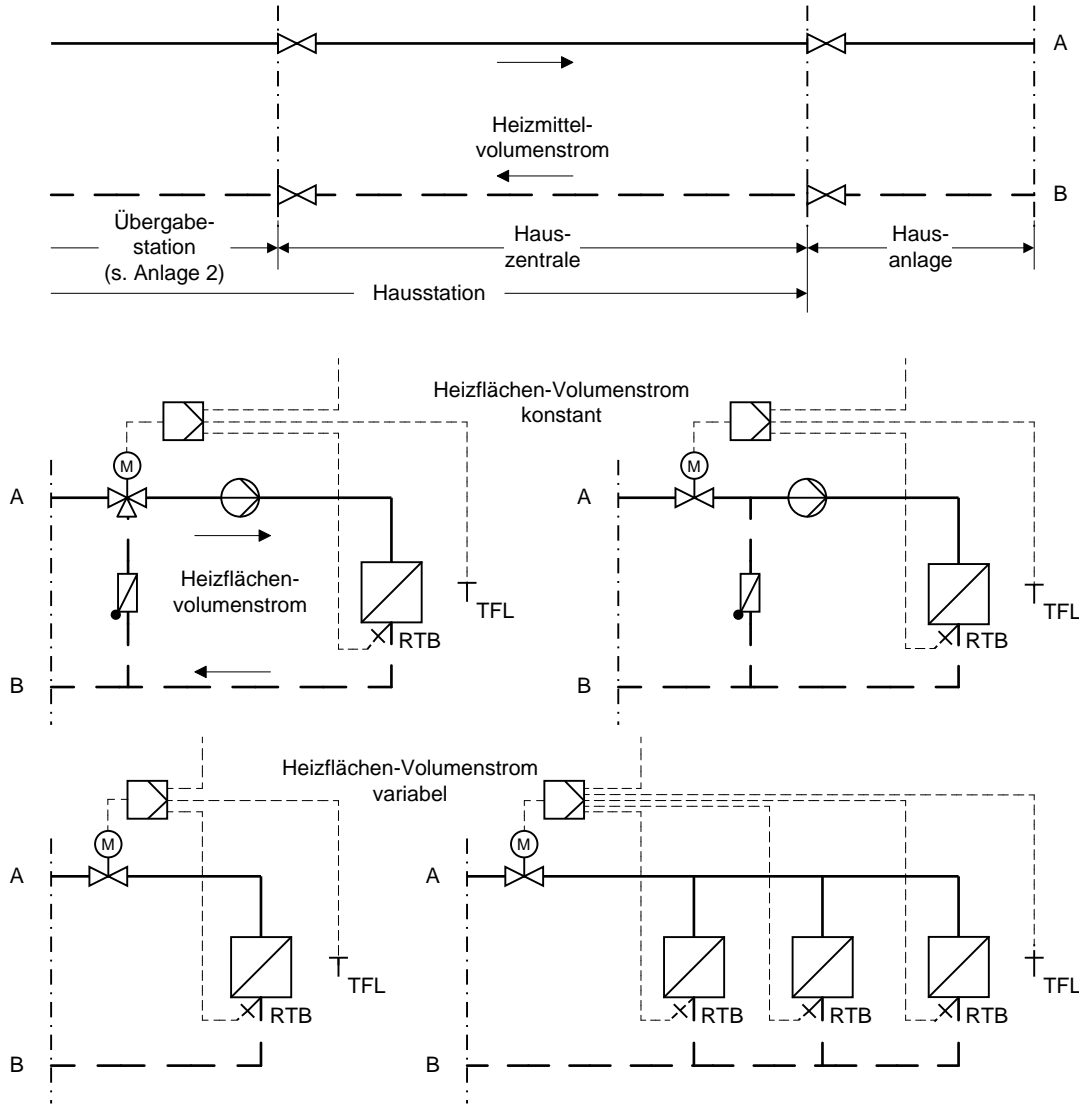 A
Heizmittel-
volumenstrom
B
Übergabe-
station
(s. Anlage 2)
Haus-
zentrale
Haus-
anlage
Hausstation
Heizflächen-Volumenstrom
konstant
M
M
A
A
Heizflächen-
volumenstrom
TFL
TFL
RTB
RTB
B
B
Heizflächen-Volumenstrom
variabel
M
M
A
A
TFL
TFL
RTB
RTB
RTB
RTB
B
B